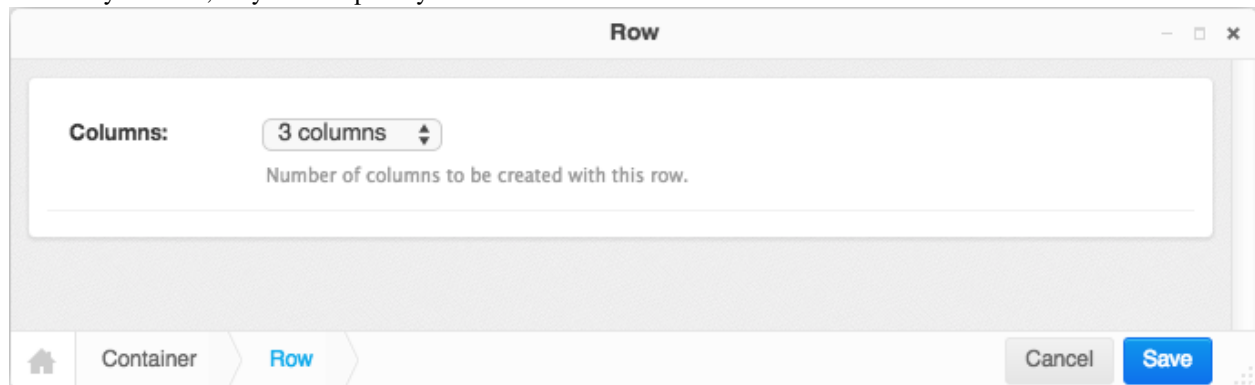 Row
Columns:
3 columns
Number of columns to be created with this row.
Container
Row
Cancel
Save